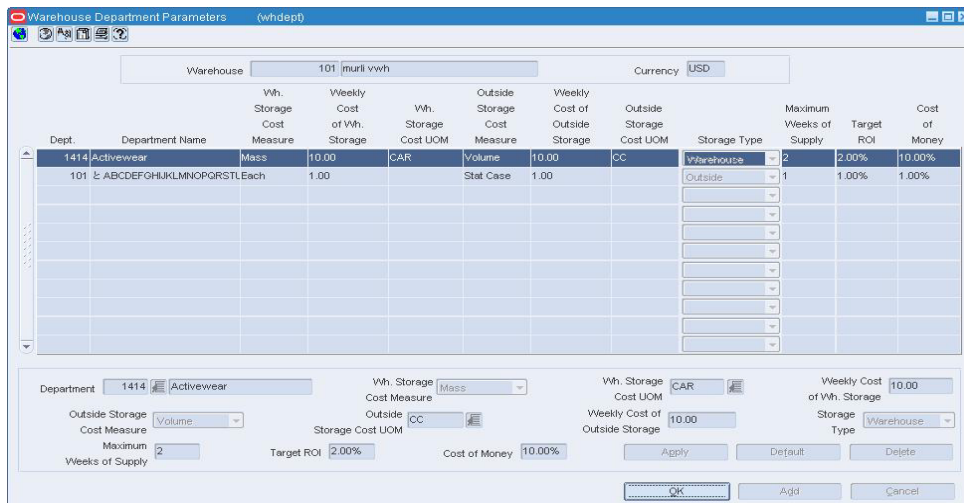 Warehouse Department Parameters (whdept)
Warehouse 101 murli vwh Currency USD
Wh. Weekly Outside Weekly
Storage Cost Wh. Storage Cost of Outside Maximum Cost
Cost of Wh. Storage Cost Outside Storage Weeks of Target of
Dept. Department Name Measure Storage Cost UOM Measure Storage Cost UOM Storage Type Supply ROI Money
1414 Activewear Mass 10.00 CAR Volume 10.00 CC Warehouse 2 2.00% 10.00%
101 と ABCDEFGHIJKLMNOPQRSTU Each 1.00 Stat Case 1.00 Outside 1 1.00% 1.00%
Department 1414 Activewear Wh. Storage Cost Measure Mass Wh. Storage Cost UOM CAR Weekly Cost of Wh. Storage 10.00
Outside Storage Cost Measure Volume Outside Storage Cost UOM CC Weekly Cost of Outside Storage 10.00 Storage Type Warehouse
Maximum Weeks of Supply 2 Target ROI 2.00% Cost of Money 10.00% Apply Default Delete
OK Add Cancel